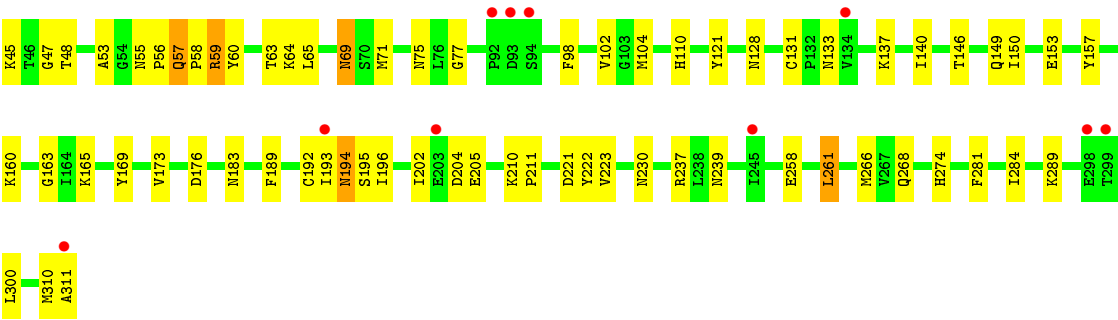 K45 T46 G47 T48 A53 G54 N55 P56 Q57 P58 R59 Y60 T63 K64 L65 N69 S70 M71 N75 L76 G77 P92 D93 S94 F98 V102 G103 M104 H110 Y121 N128 C131 P132 N133 V134 K137 I140 T146 Q149 I150 E153 Y157
K160 G163 I164 K165 Y169 V173 D176 N183 F189 C192 I193 N194 S195 I196 I202 E203 D204 E205 K210 P211 D221 Y222 V223 N230 R237 L238 N239 I245 E258 L261 M266 V267 Q268 H274 F281 I284 K289 E298 T299
L300 M310 A311